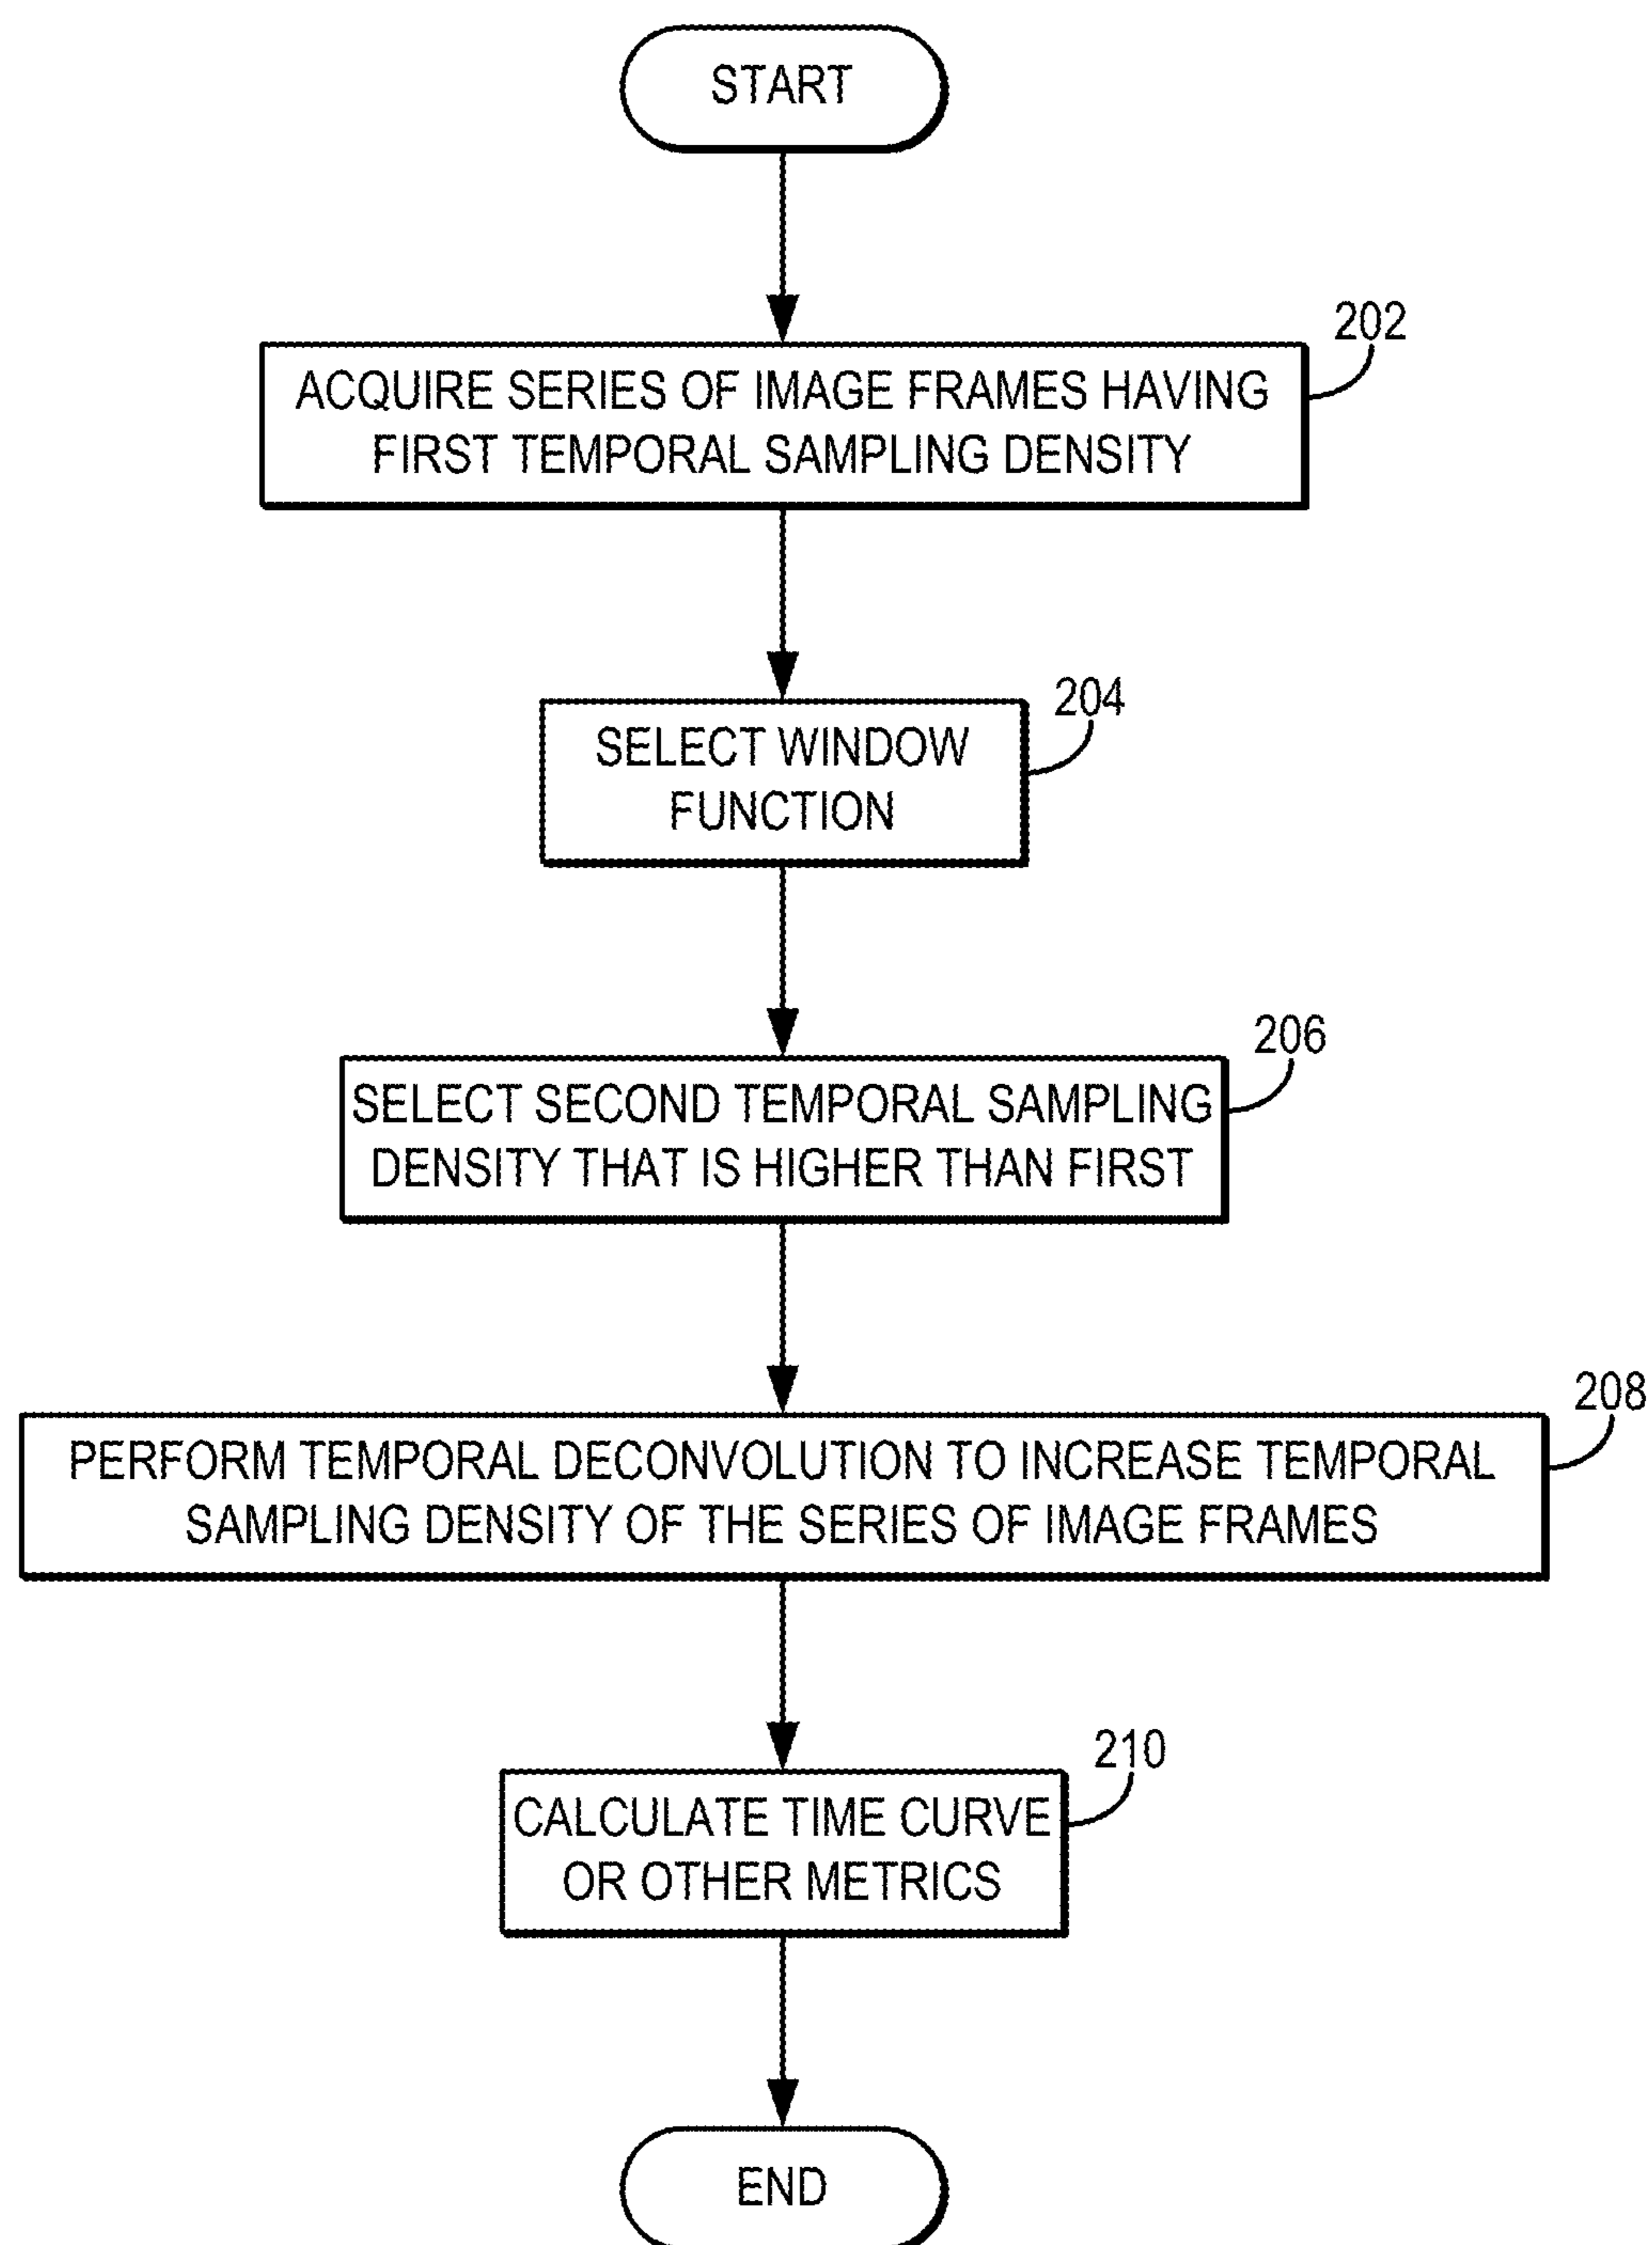 START
202
ACQUIRE SERIES OF IMAGE FRAMES HAVING
FIRST TEMPORAL SAMPLING DENSITY
204
SELECT WINDOW
FUNCTION
206
SELECT SECOND TEMPORAL SAMPLING
DENSITY THAT IS HIGHER THAN FIRST
208
PERFORM TEMPORAL DECONVOLUTION TO INCREASE TEMPORAL
SAMPLING DENSITY OF THE SERIES OF IMAGE FRAMES
210
CALCULATE TIME CURVE
OR OTHER METRICS
END